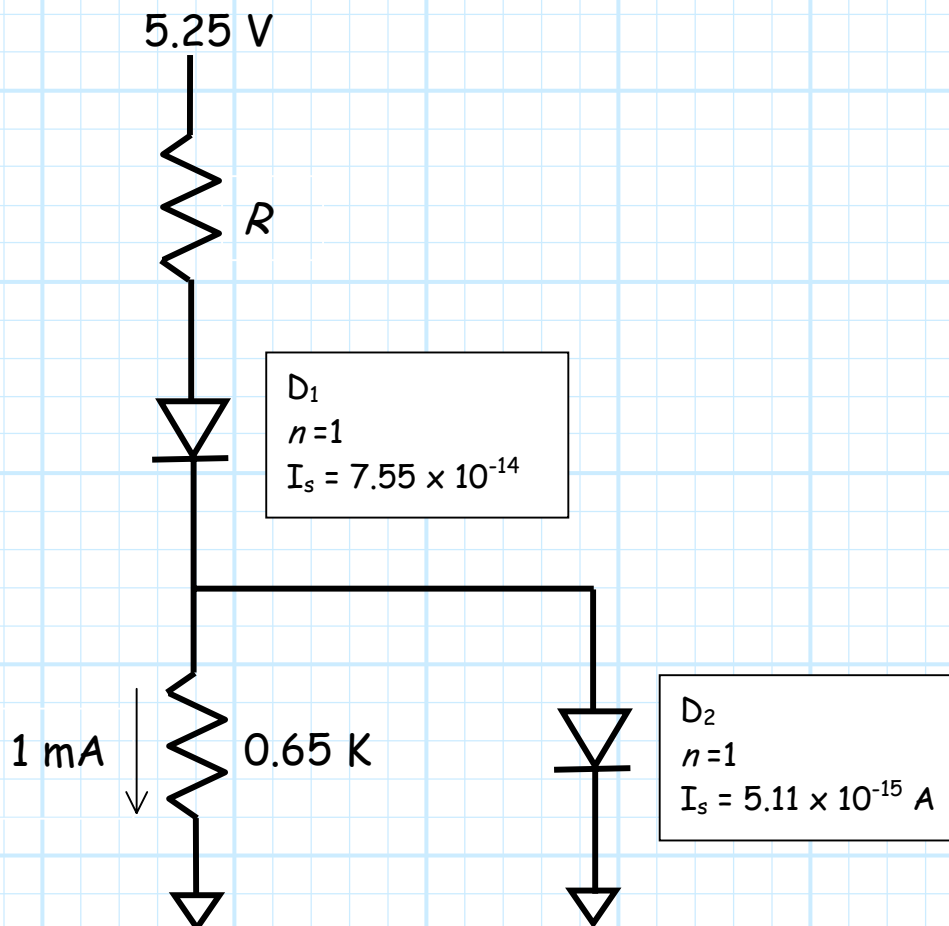 5.25 V
R
D₁
n =1
Iₛ = 7.55 x 10⁻¹⁴
1 mA
0.65 K
D₂
n =1
Iₛ = 5.11 x 10⁻¹⁵ A